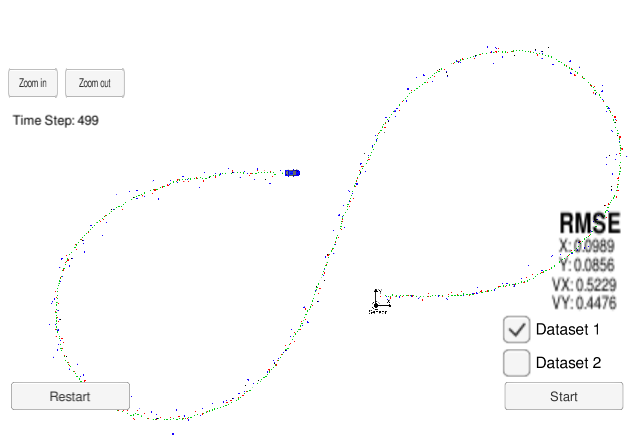 Zoom in Zoom out
Time Step: 499
RMSE
X: 0.0989
Y: 0.0856
VX: 0.5229
VY: 0.4476
Sensor
Dataset 1
Dataset 2
Restart
Start